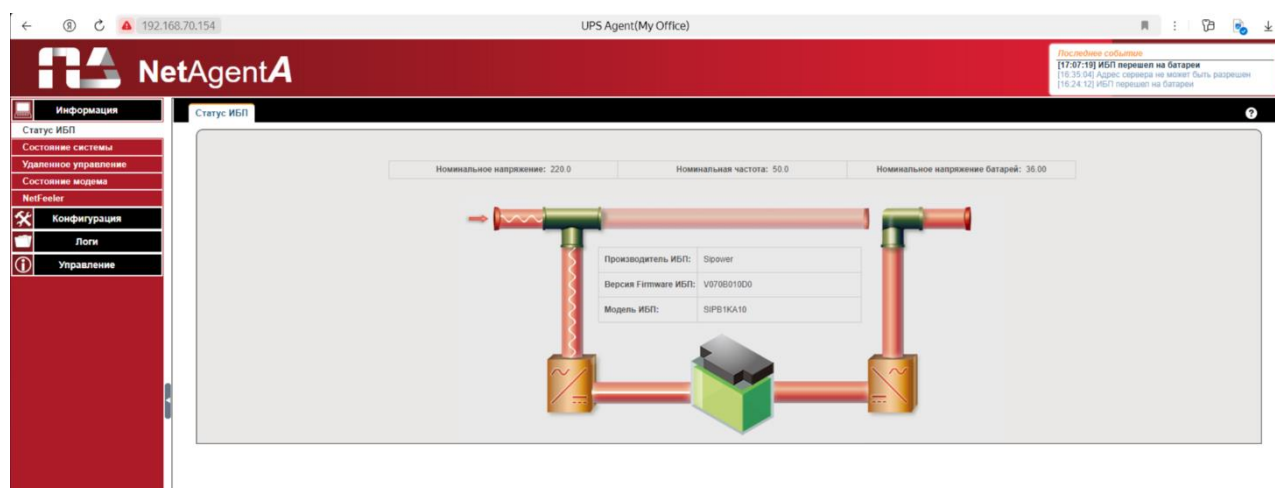 192.168.70.154
UPS Agent(My Office)
NetAgentA
Последнее событие
[17:07:19] ИБП перешел на батареи
[16:35:04] Адрес сервера не может быть разрешен
[16:24:12] ИБП перешел на батареи
Информация
Статус ИБП
Статус ИБП
Состояние системы
Удаленное управление
Состояние модема
NetFeeler
Конфигурация
Логи
Управление
Номинальное напряжение: 220.0
Номинальная частота: 50.0
Номинальное напряжение батарей: 36.00
Производитель ИБП: Sipower
Версия Firmware ИБП: V070B010D0
Модель ИБП: SIPB1KA10